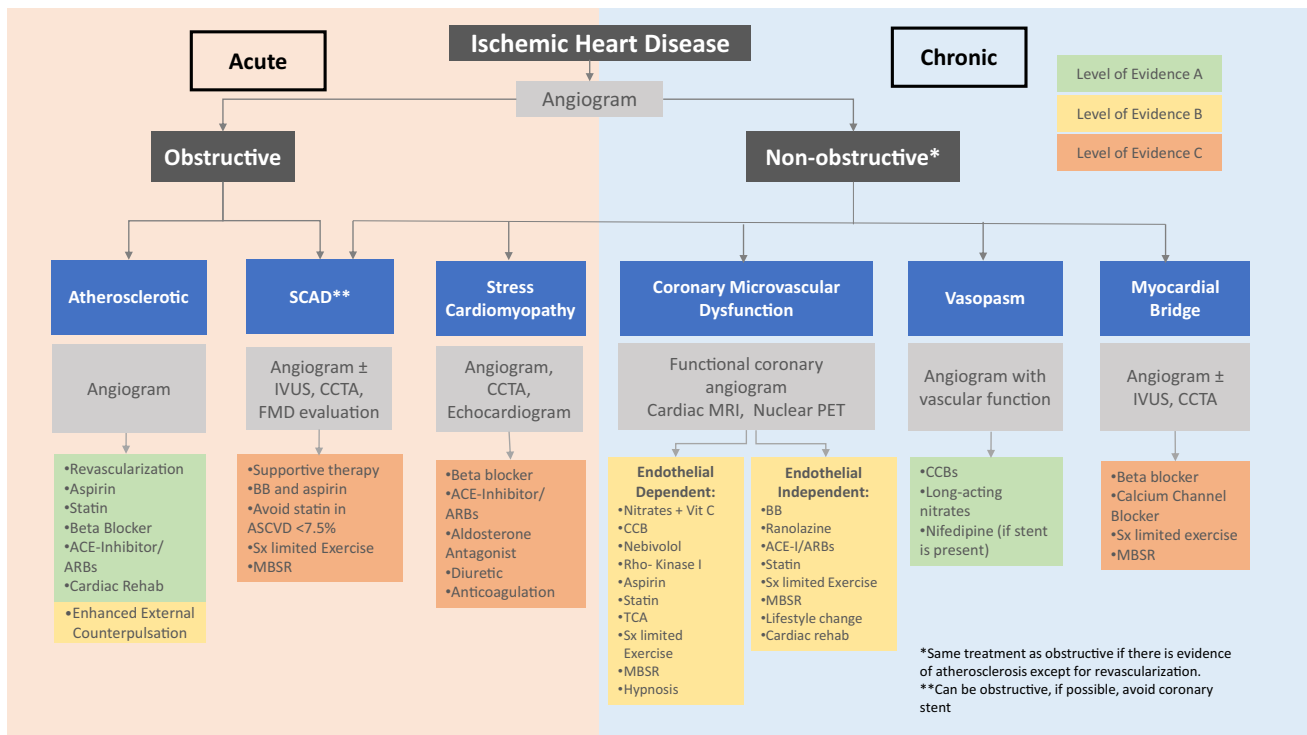 Ischemic Heart Disease
Acute
Chronic
Angiogram
Level of Evidence A
Level of Evidence B
Level of Evidence C
Obstructive
Non-obstructive*
Atherosclerotic
Angiogram
•Revascularization
•Aspirin
•Statin
•Beta Blocker
•ACE-Inhibitor/
ARBs
•Cardiac Rehab
•Enhanced External
Counterpulsation
SCAD**
Angiogram ±
IVUS, CCTA,
FMD evaluation
•Supportive therapy
•BB and aspirin
•Avoid statin in
ASCVD <7.5%
•Sx limited Exercise
•MBSR
Stress
Cardiomyopathy
Angiogram,
CCTA,
Echocardiogram
•Beta blocker
•ACE-Inhibitor/
ARBs
•Aldosterone
Antagonist
•Diuretic
•Anticoagulation
Coronary Microvascular
Dysfunction
Functional coronary
angiogram
Cardiac MRI, Nuclear PET
Endothelial
Dependent:
•Nitrates + Vit C
•CCB
•Nebivolol
•Rho- Kinase I
•Aspirin
•Statin
•TCA
•Sx limited
Exercise
•MBSR
•Hypnosis
Endothelial
Independent:
•BB
•Ranolazine
•ACE-I/ARBs
•Statin
•Sx limited Exercise
•MBSR
•Lifestyle change
•Cardiac rehab
Vasopasm
Angiogram with
vascular function
•CCBs
•Long-acting
nitrates
•Nifedipine (if stent
is present)
Myocardial
Bridge
Angiogram ±
IVUS, CCTA
•Beta blocker
•Calcium Channel
Blocker
•Sx limited exercise
•MBSR
*Same treatment as obstructive if there is evidence
of atherosclerosis except for revascularization.
**Can be obstructive, if possible, avoid coronary
stent